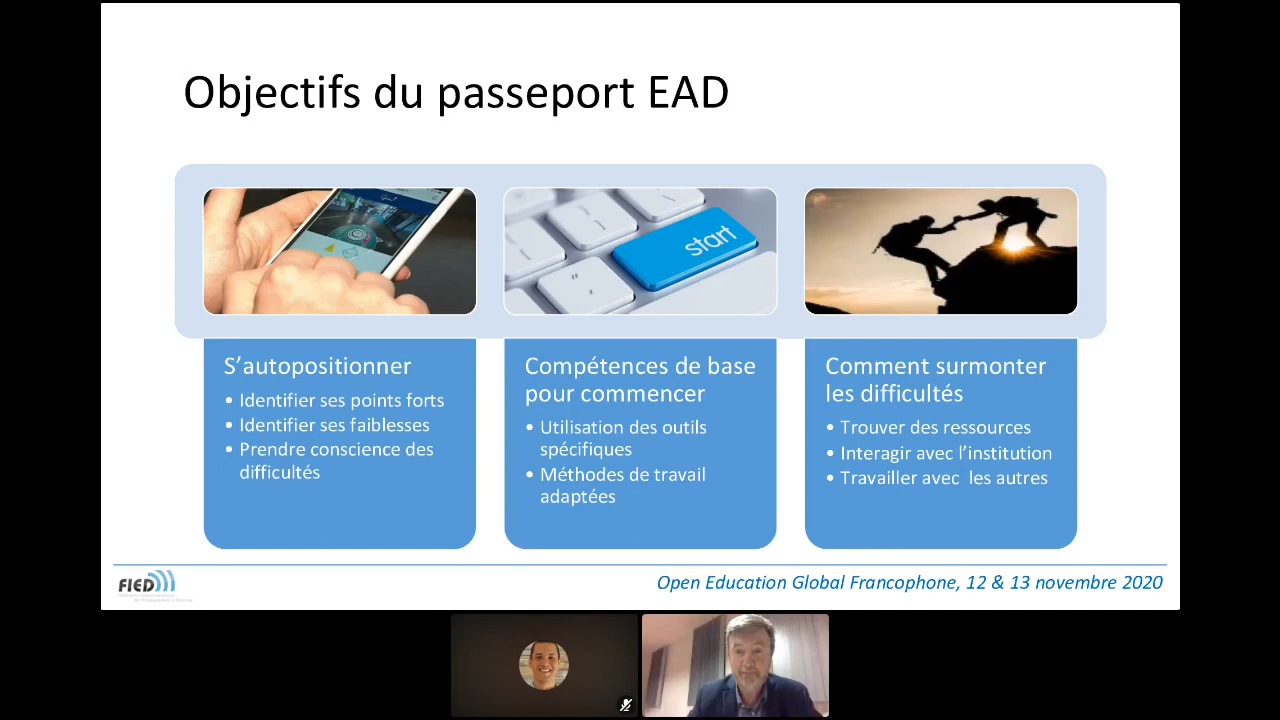 Objectifs du passeport EAD
start
S’autopositionner
• Identifier ses points forts
• Identifier ses faiblesses
• Prendre conscience des
difficultés
Compétences de base
pour commencer
• Utilisation des outils
spécifiques
• Méthodes de travail
adaptées
Comment surmonter
les difficultés
• Trouver des ressources
• Interagir avec l’institution
• Travailler avec  les autres
FIED
Open Education Global Francophone, 12 & 13 novembre 2020